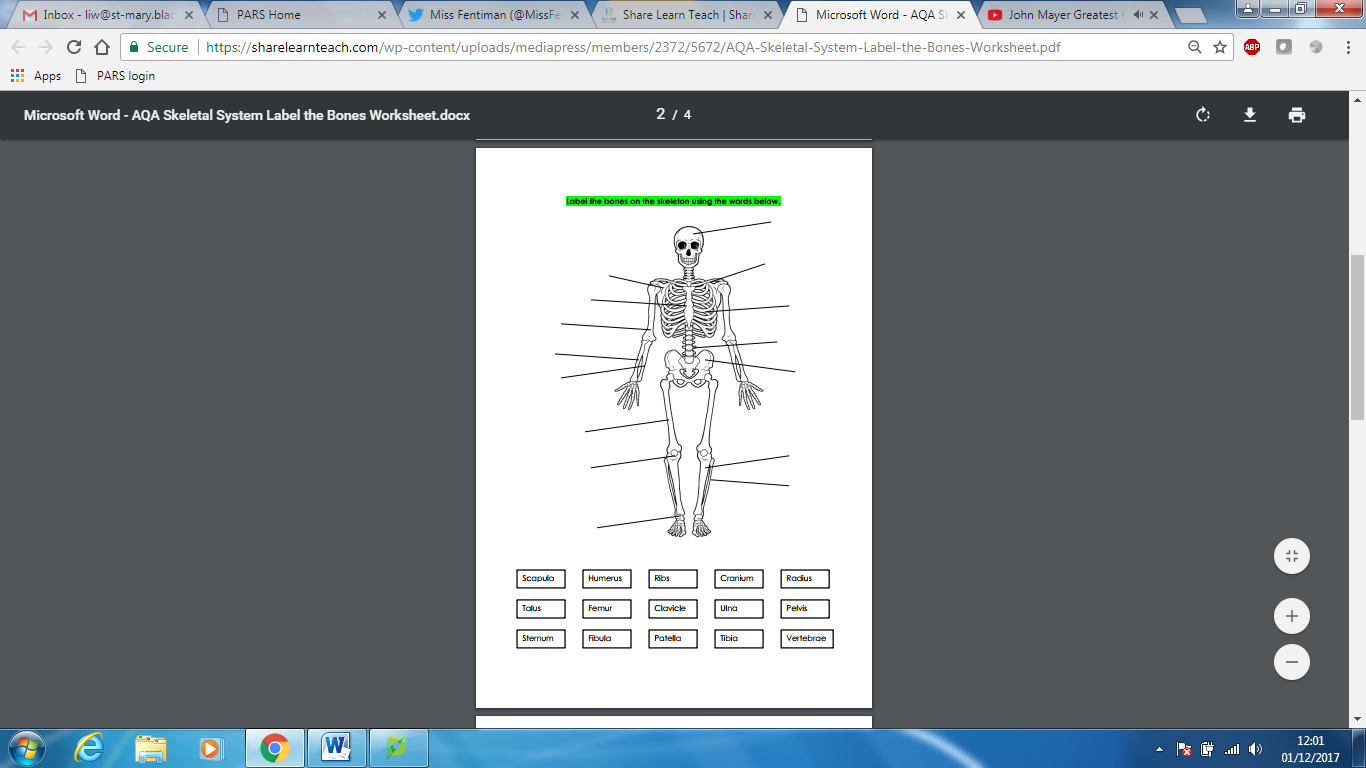 Inbox - liw@st-mary.blac
PARS Home
Miss Fentiman (@MissFe
Share Learn Teach | Shar
Microsoft Word - AQA S
John Mayer Greatest
Secure
https://sharelearnteach.com/wp-content/uploads/mediapress/members/2372/5672/AQA-Skeletal-System-Label-the-Bones-Worksheet.pdf
ABP
Apps
PARS login
Microsoft Word - AQA Skeletal System Label the Bones Worksheet.docx
2 / 4
Label the bones on the skeleton using the words below.
Scapula Humerus Ribs Cranium Radius
Talus Femur Clavicle Ulna Pelvis
Sternum Fibula Patella Tibia Vertebrae
12:01
01/12/2017